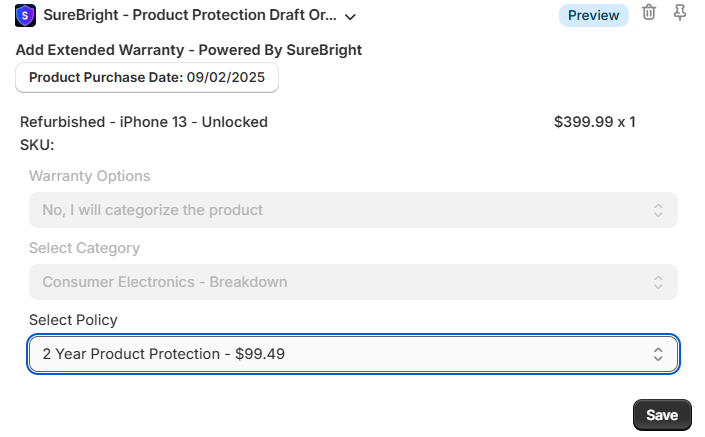 SureBright - Product Protection Draft Or...
Preview
Add Extended Warranty - Powered By SureBright
Product Purchase Date: 09/02/2025
Refurbished - iPhone 13 - Unlocked
$399.99 x 1
SKU:
Warranty Options
No, I will categorize the product
Select Category
Consumer Electronics - Breakdown
Select Policy
2 Year Product Protection - $99.49
Save